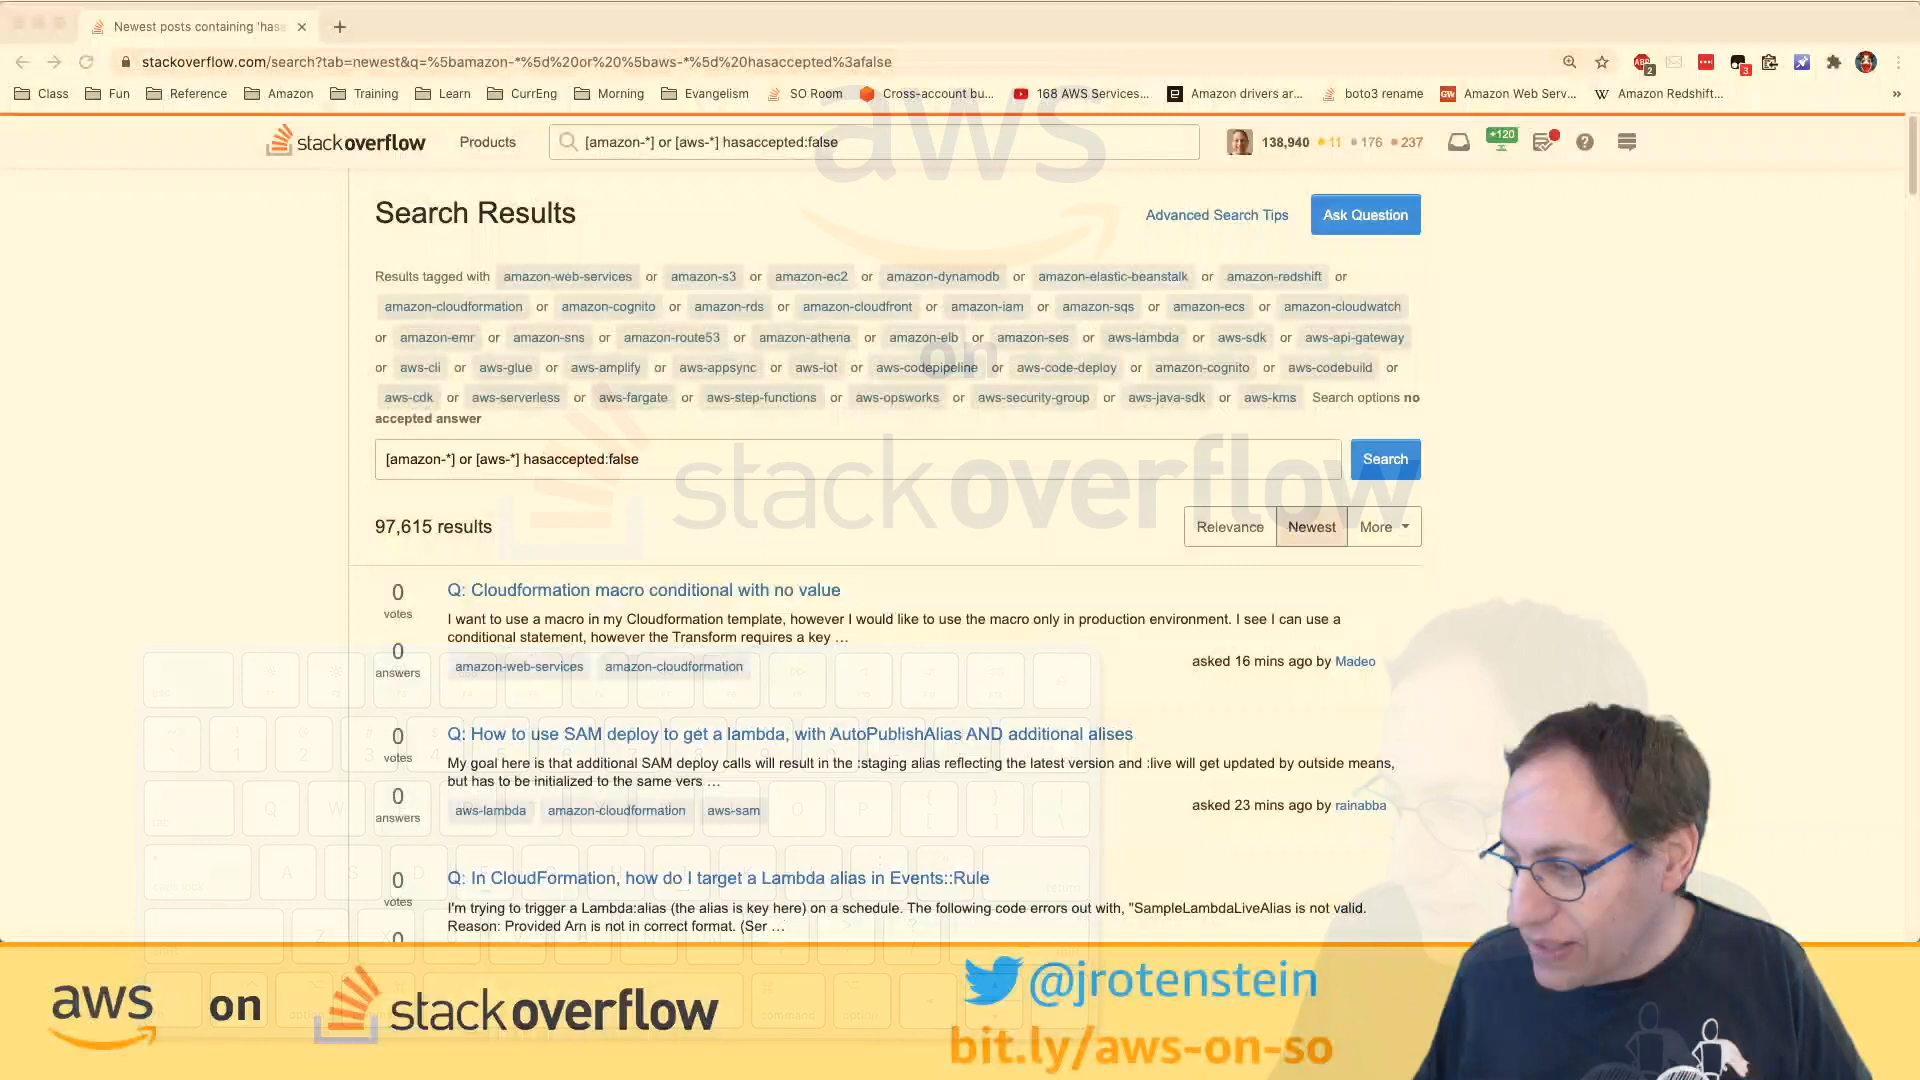 Newest posts containing 'hasa
stackoverflow.com/search?tab=newest&q=%5bamazon-*%5d%20or%20%5baws-*%5d%20hasaccepted%3afalse
ABP 2
3
Class Fun Reference Amazon Training Learn CurrEng Morning Evangelism SO Room Cross-account bu... 168 AWS Services... Amazon drivers ar... boto3 rename Amazon Web Serv... Amazon Redshift...
stackoverflow Products [amazon-*] or [aws-*] hasaccepted:false 138,940 11 176 237 +120
aws
Search Results
Advanced Search Tips Ask Question
Results tagged with amazon-web-services or amazon-s3 or amazon-ec2 or amazon-dynamodb or amazon-elastic-beanstalk or amazon-redshift or
amazon-cloudformation or amazon-cognito or amazon-rds or amazon-cloudfront or amazon-iam or amazon-sqs or amazon-ecs or amazon-cloudwatch
or amazon-emr or amazon-sns or amazon-route53 or amazon-athena or amazon-elb or amazon-ses or aws-lambda or aws-sdk or aws-api-gateway
on
or aws-cli or aws-glue or aws-amplify or aws-appsync or aws-iot or aws-codepipeline or aws-code-deploy or amazon-cognito or aws-codebuild or
aws-cdk or aws-serverless or aws-fargate or aws-step-functions or aws-opsworks or aws-security-group or aws-java-sdk or aws-kms Search options no
accepted answer
[amazon-*] or [aws-*] hasaccepted:false Search
stackoverflow
97,615 results
Relevance Newest More
0
votes
0
answers
Q: Cloudformation macro conditional with no value
I want to use a macro in my Cloudformation template, however I would like to use the macro only in production environment. I see I can use a
conditional statement, however the Transform requires a key …
amazon-web-services amazon-cloudformation
asked 16 mins ago by Madeo
0
votes
0
answers
Q: How to use SAM deploy to get a lambda, with AutoPublishAlias AND additional alises
My goal here is that additional SAM deploy calls will result in the :staging alias reflecting the latest version and :live will get updated by outside means,
but has to be initialized to the same vers …
aws-lambda amazon-cloudformation aws-sam
asked 23 mins ago by rainabba
0
votes
0
Q: In CloudFormation, how do I target a Lambda alias in Events::Rule
I'm trying to trigger a Lambda:alias (the alias is key here) on a schedule. The following code errors out with, "SampleLambdaLiveAlias is not valid.
Reason: Provided Arn is not in correct format. (Ser …
aws on stackoverflow
@jrotenstein
bit.ly/aws-on-so